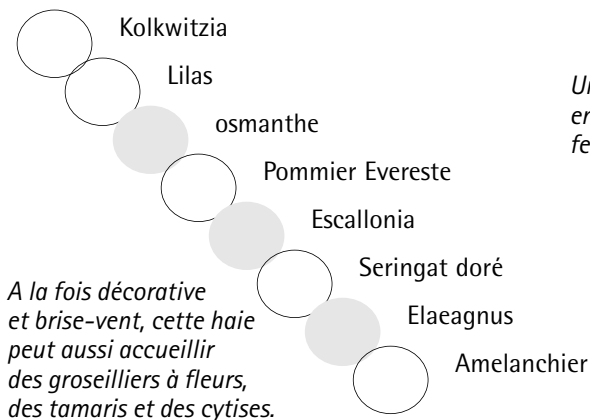 Kolkwitzia
Lilas
osmanthe
Pommier Evereste
Escallonia
Seringat doré
Elaeagnus
Amelanchier
A la fois décorative
et brise-vent, cette haie
peut aussi accueillir
des groseilliers à fleurs,
des tamaris et des cytises.